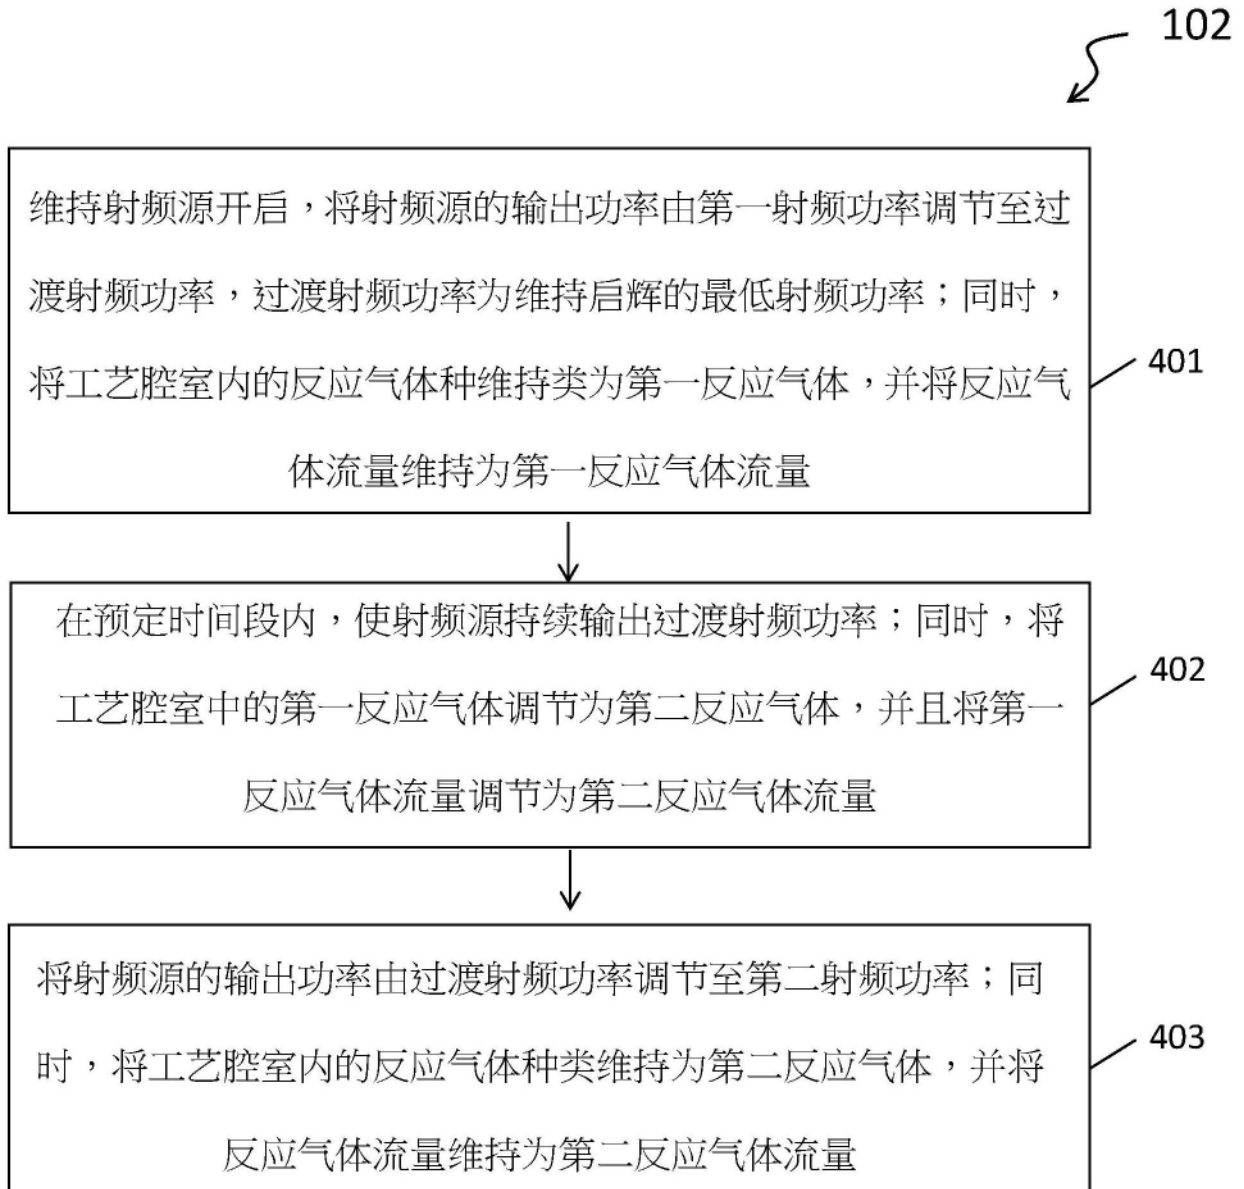 102
维持射频源开启，将射频源的输出功率由第一射频功率调节至过
渡射频功率，过渡射频功率为维持启辉的最低射频功率；同时，
将工艺腔室内的反应气体种维持类为第一反应气体，并将反应气
体流量维持为第一反应气体流量
401
在预定时间段内，使射频源持续输出过渡射频功率；同时，将
工艺腔室中的第一反应气体调节为第二反应气体，并且将第一
反应气体流量调节为第二反应气体流量
402
将射频源的输出功率由过渡射频功率调节至第二射频功率；同
时，将工艺腔室内的反应气体种类维持为第二反应气体，并将
反应气体流量维持为第二反应气体流量
403